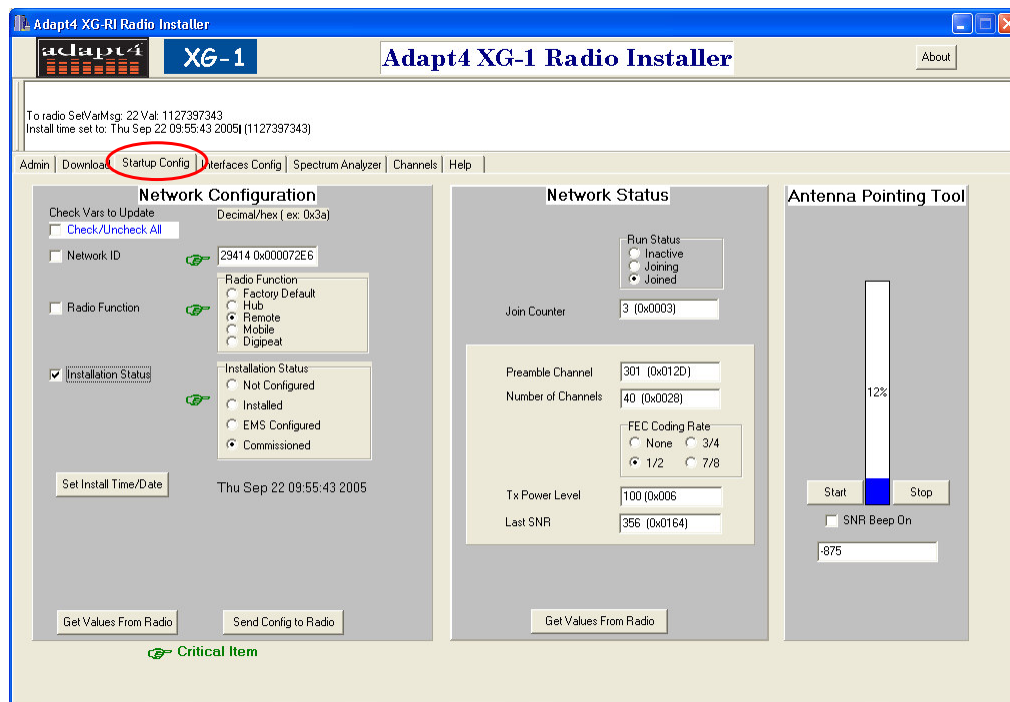 Adapt4 XG-RI Radio Installer
adapt4
XG-1
Adapt4 XG-1 Radio Installer
About
To radio SetVarMsg: 22 Val: 1127397343
Install time set to: Thu Sep 22 09:55:43 2005 (1127397343)
Admin Download Startup Config Interfaces Config Spectrum Analyzer Channels Help
Network Configuration
Check Vars to Update
Decimal/hex ( ex: 0x3a)
Check/Uncheck All
Network ID
29414 0x000072E6
Radio Function
Radio Function
Factory Default
Hub
Remote
Mobile
Digipeat
Installation Status
Installation Status
Not Configured
Installed
EMS Configured
Commissioned
Set Install Time/Date
Thu Sep 22 09:55:43 2005
Get Values From Radio
Send Config to Radio
Critical Item
Network Status
Run Status
Inactive
Joining
Joined
Join Counter
3 (0x0003)
Preamble Channel
301 (0x012D)
Number of Channels
40 (0x0028)
FEC Coding Rate
None 3/4
1/2 7/8
Tx Power Level
100 (0x006
Last SNR
356 (0x0164)
Get Values From Radio
Antenna Pointing Tool
12%
Start
Stop
SNR Beep On
-875